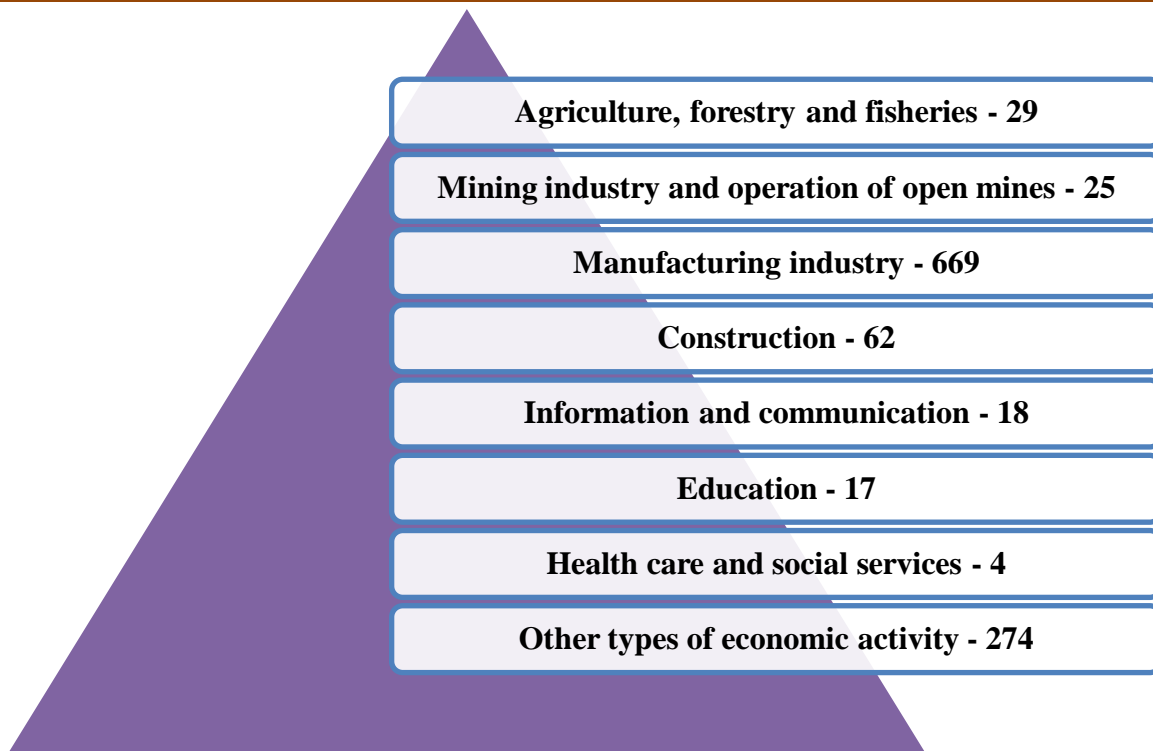 Agriculture, forestry and fisheries - 29
Mining industry and operation of open mines - 25
Manufacturing industry - 669
Construction - 62
Information and communication - 18
Education - 17
Health care and social services - 4
Other types of economic activity - 274